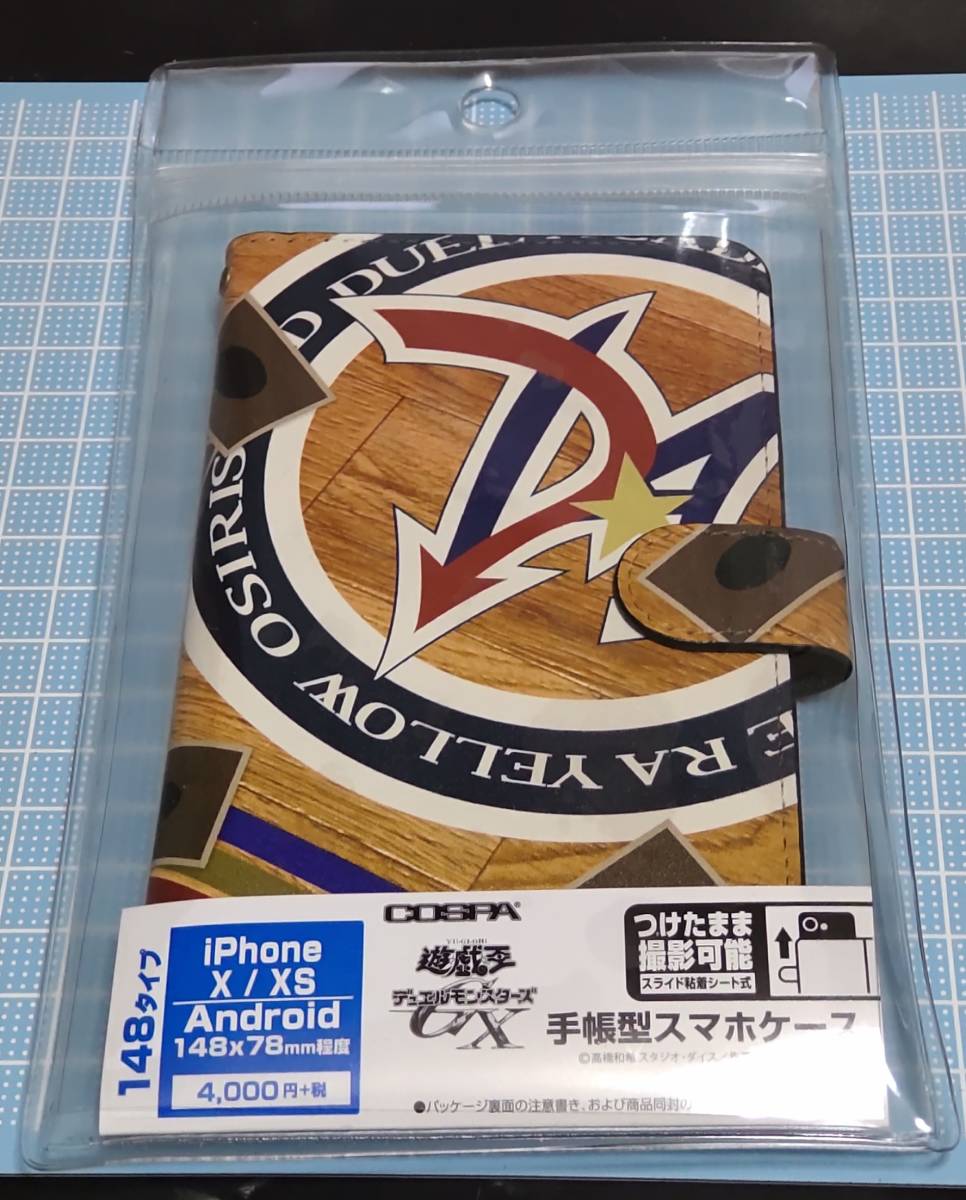 DUEL ACAD
OSIRIS
D
RA YELLOW
E
DA
COSPA
YU-GI-OH!
遊戯王
デュエルモンスターズ
GX
148タイプ
iPhone
X / XS
Android
148x78mm程度
4,000円+税
つけたまま
撮影可能
スライド粘着シート式
手帳型スマホケース
©高橋和希 スタジオ・ダイス／
●パッケージ裏面の注意書き、および商品同封の